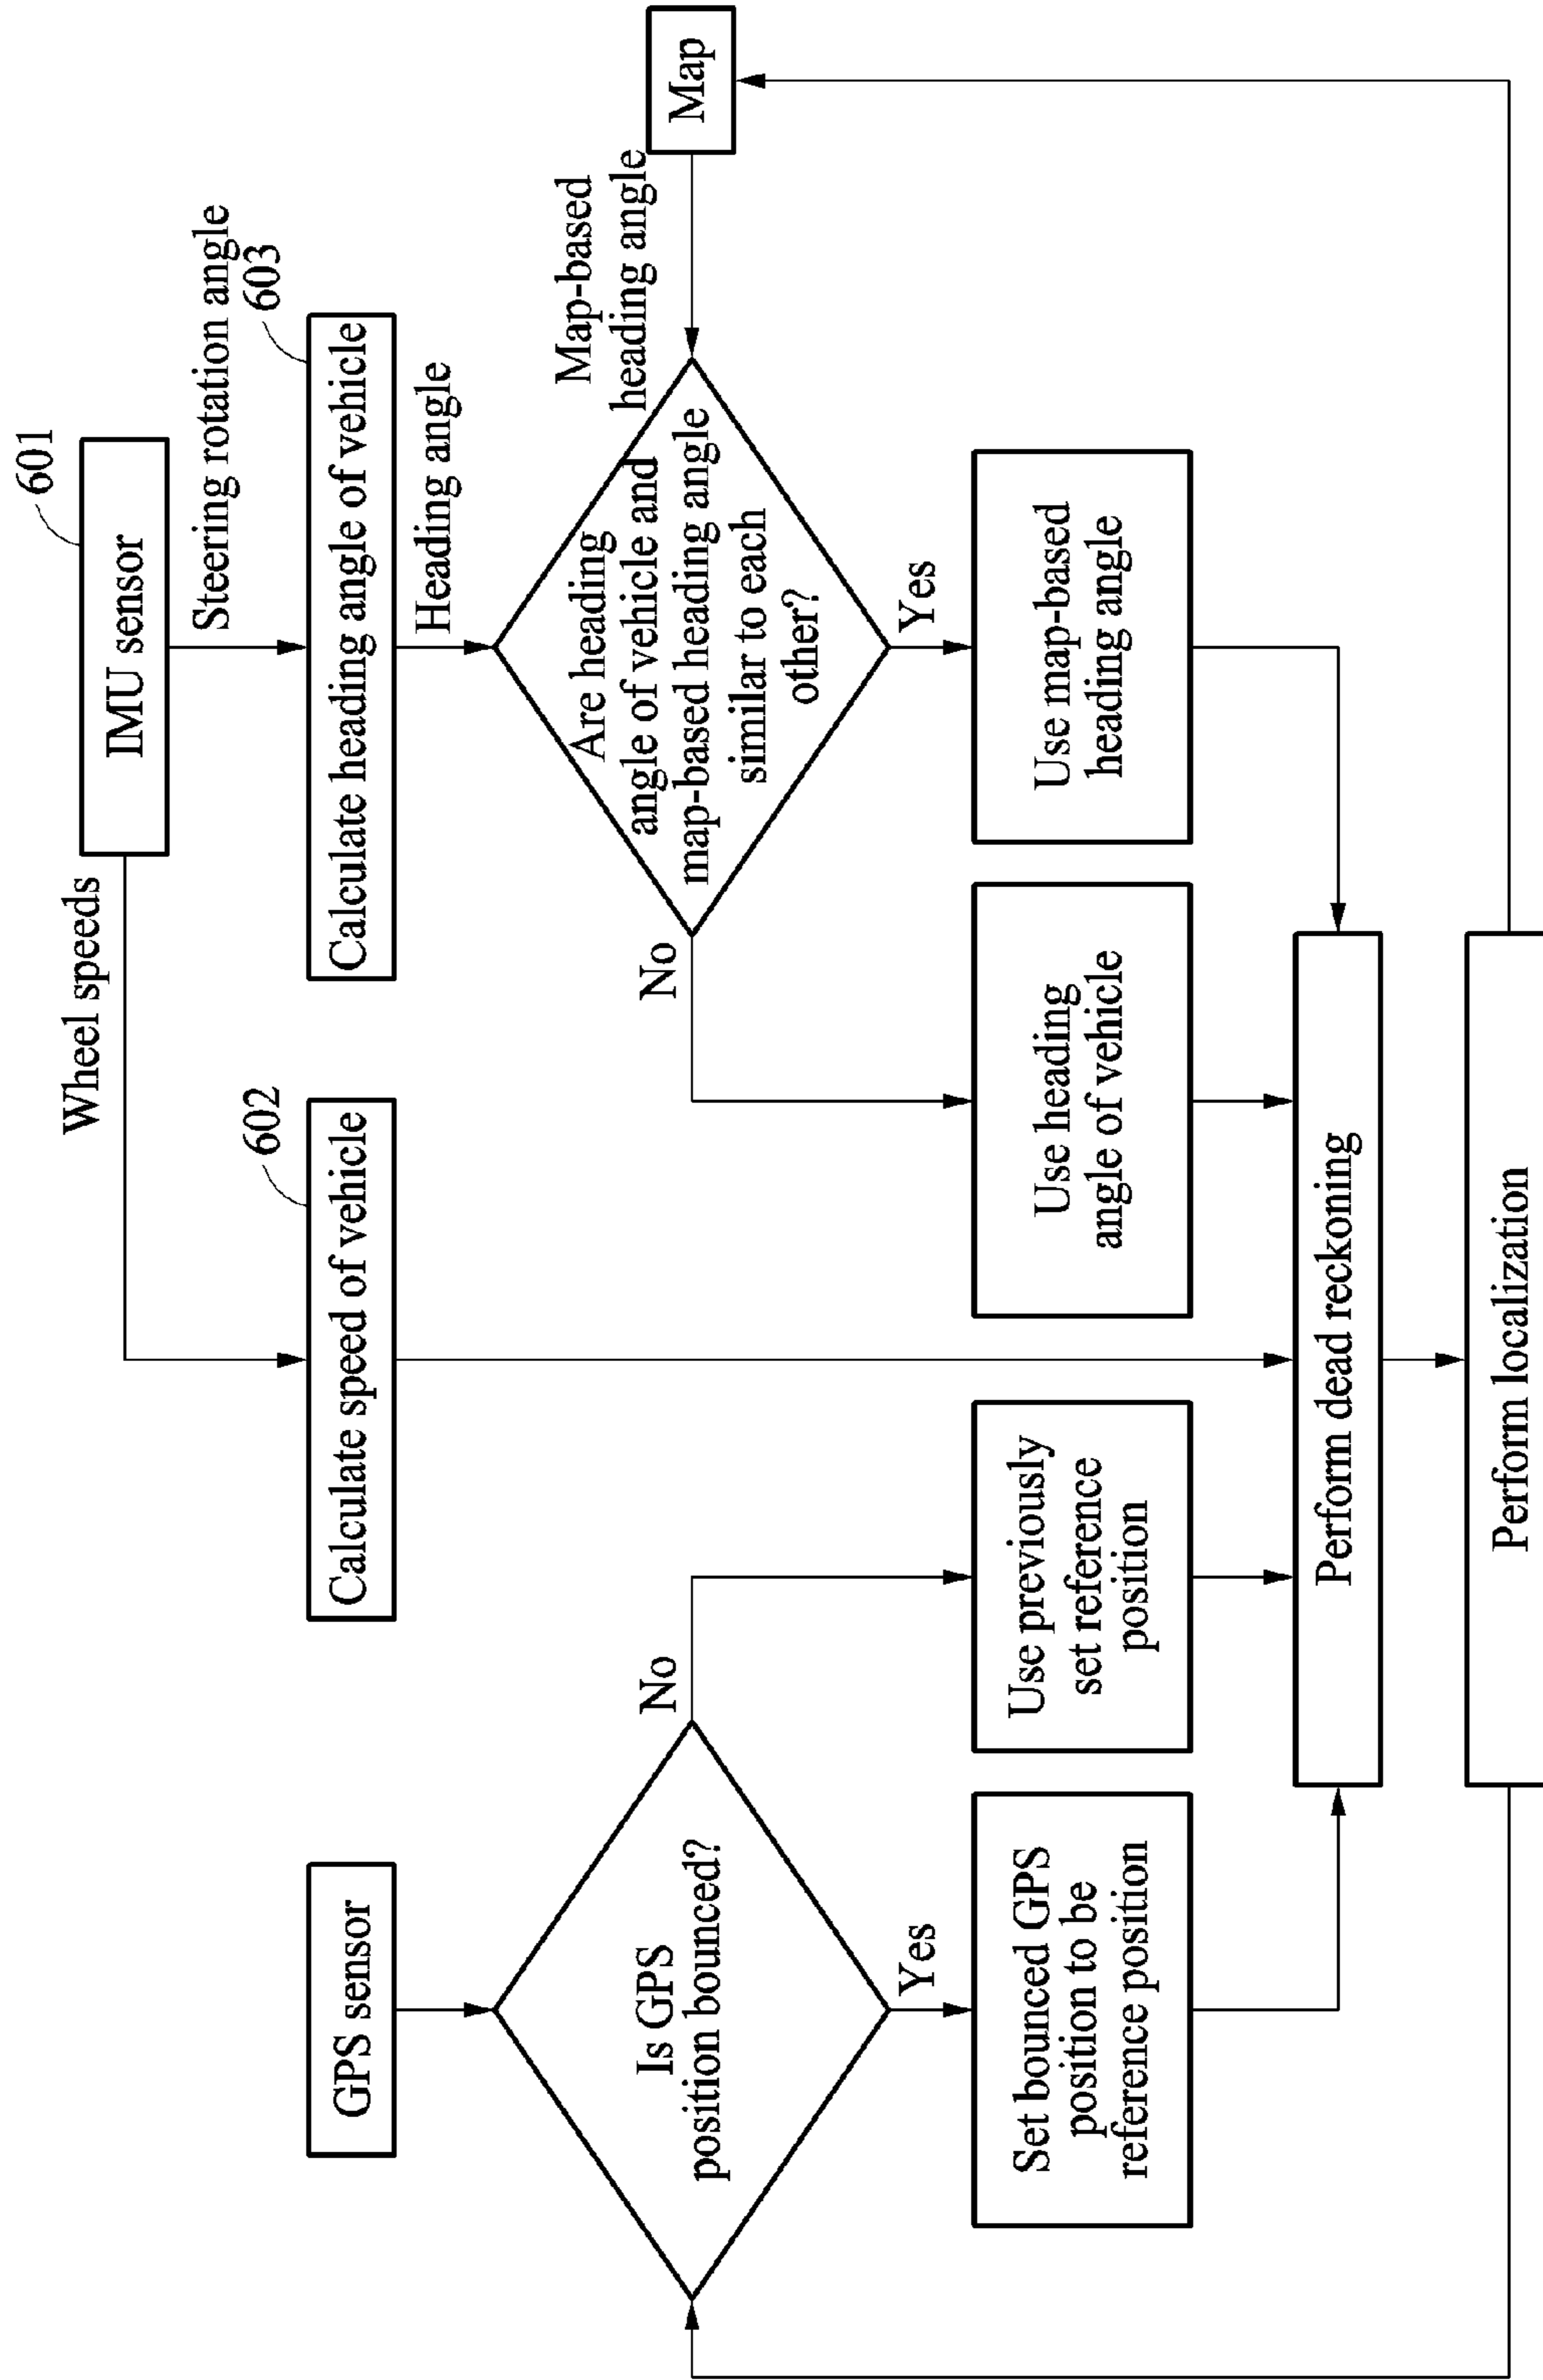 601
IMU sensor
Wheel speeds
Steering rotation angle
602
603
GPS sensor
Calculate speed of vehicle
Calculate heading angle of vehicle
Heading angle
Is GPS
position bounced?
No
Yes
Are heading
angle of vehicle and
map-based heading angle
similar to each
other?
No
Yes
Map-based
heading angle
Map
Set bounced GPS
position to be
reference position
Use previously
set reference
position
Use heading
angle of vehicle
Use map-based
heading angle
Perform dead reckoning
Perform localization